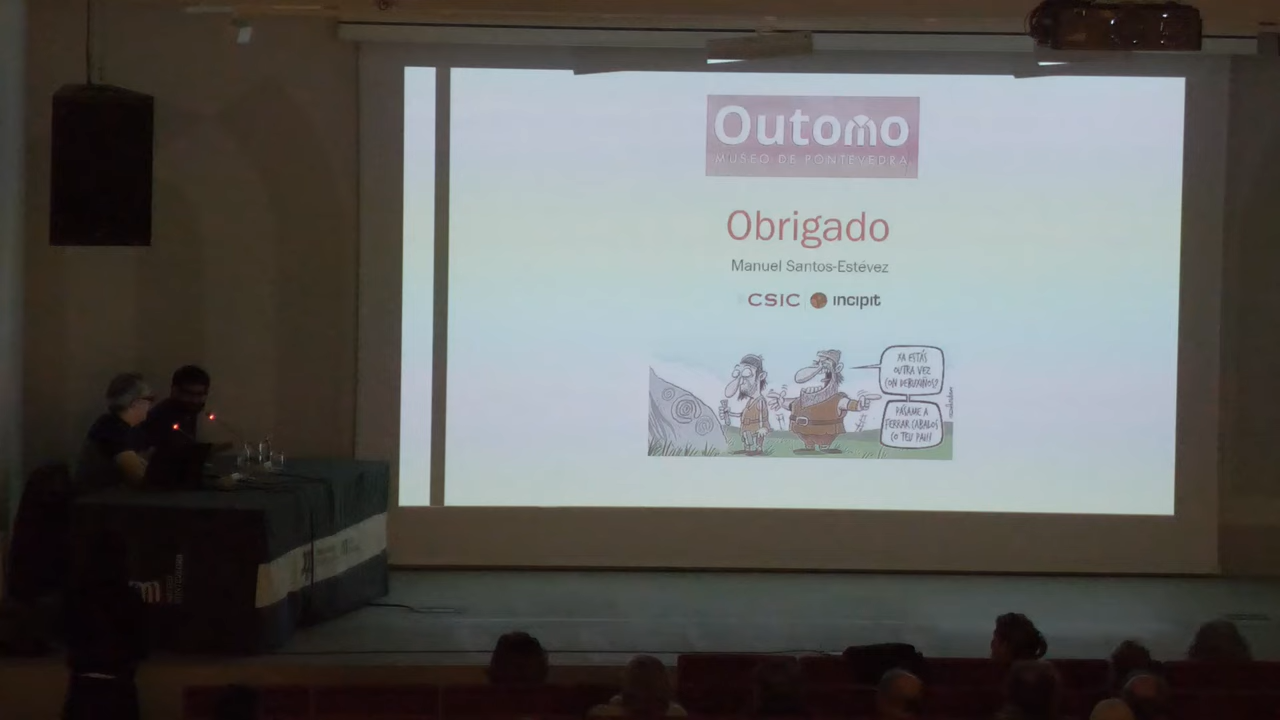 Outomo
MUSEO DE PONTEVEDRA
Obrigado
Manuel Santos-Estévez
CSIC incipit
XA ESTÁS
OUTRA VEZ
CON DEBUXIÑOS?
PÁSAME A
FERRAR CABALOS
CO TEU PAI!!